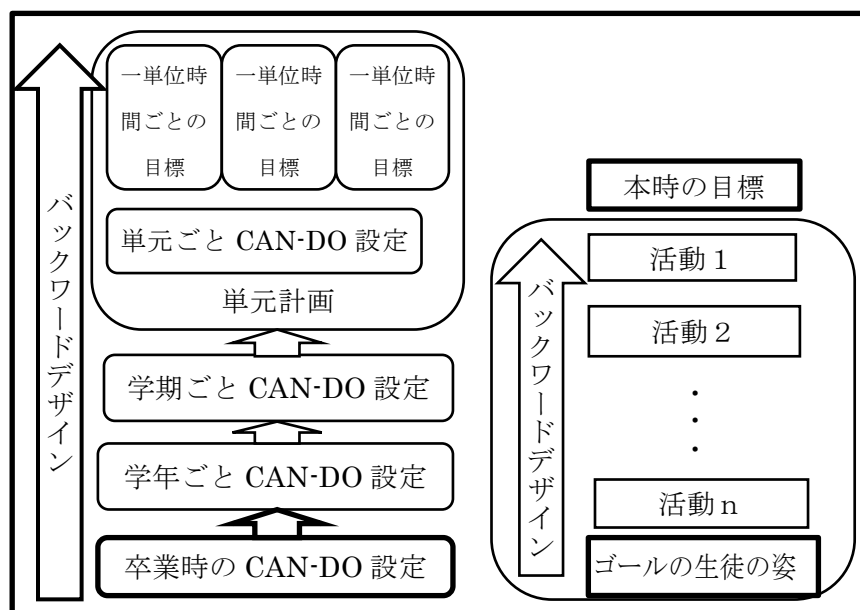 バックワードデザイン
一単位時
間ごとの
目標
一単位時
間ごとの
目標
一単位時
間ごとの
目標
単元ごと CAN-DO 設定
単元計画
学期ごと CAN-DO 設定
学年ごと CAN-DO 設定
卒業時の CAN-DO 設定
本時の目標
バックワードデザイン
活動１
活動２
・
・
・
活動ｎ
ゴールの生徒の姿